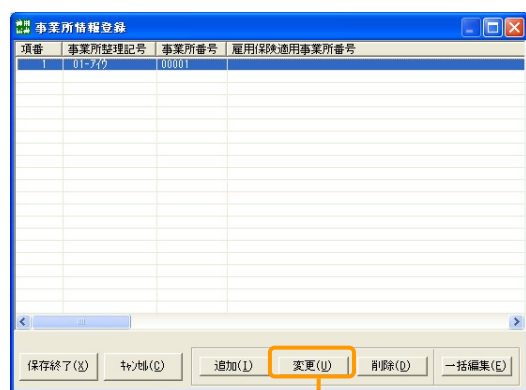 事業所情報登録
項番 事業所整理記号 事業所番号 雇用保険適用事業所番号
1 01-ｱｲｳ 00001
保存終了(X) ｷｬﾝｾﾙ(C) 追加(I) 変更(U) 削除(D) 一括編集(E)